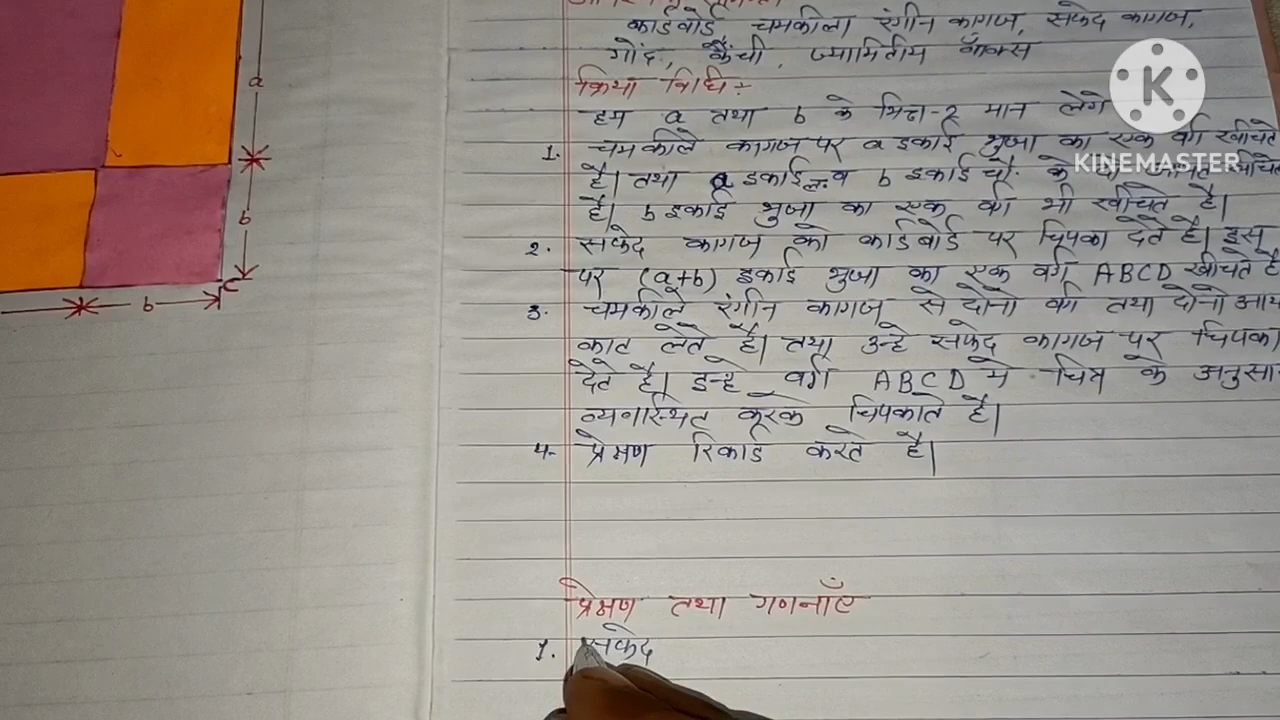 कार्डबोर्ड चमकीला रंगीन कागज, सफेद कागज,
गोंद, कैंची, ज्यामितीय बॉक्स
क्रिया विधि:-
हम a तथा b के भिन्न-२ मान लेंगे
1. चमकीले कागज पर a इकाई भुजा का एक वर्ग खींचते
है। तथा a इकाई ल. व b इकाई चौ. के
है। b इकाई भुजा का एक वर्ग भी खींचते है।
2. सफेद कागज को कार्डबोर्ड पर चिपका देते है। इस
पर (a+b) इकाई भुजा का एक वर्ग ABCD खींचते है
3. चमकीले रंगीन कागज से दोनो वर्ग तथा दोनो आय
काट लेते है। तथा उन्हे सफेद कागज पर चिपका
देते है। इन्हे वर्ग ABCD मे चित्र के अनुसार
व्यवस्थित करके चिपकाते है।
4. प्रेक्षण रिकार्ड करते है।
प्रेक्षण तथा गणनाएँ
1. सफेद
a
b
b
C
K
KINEMASTER